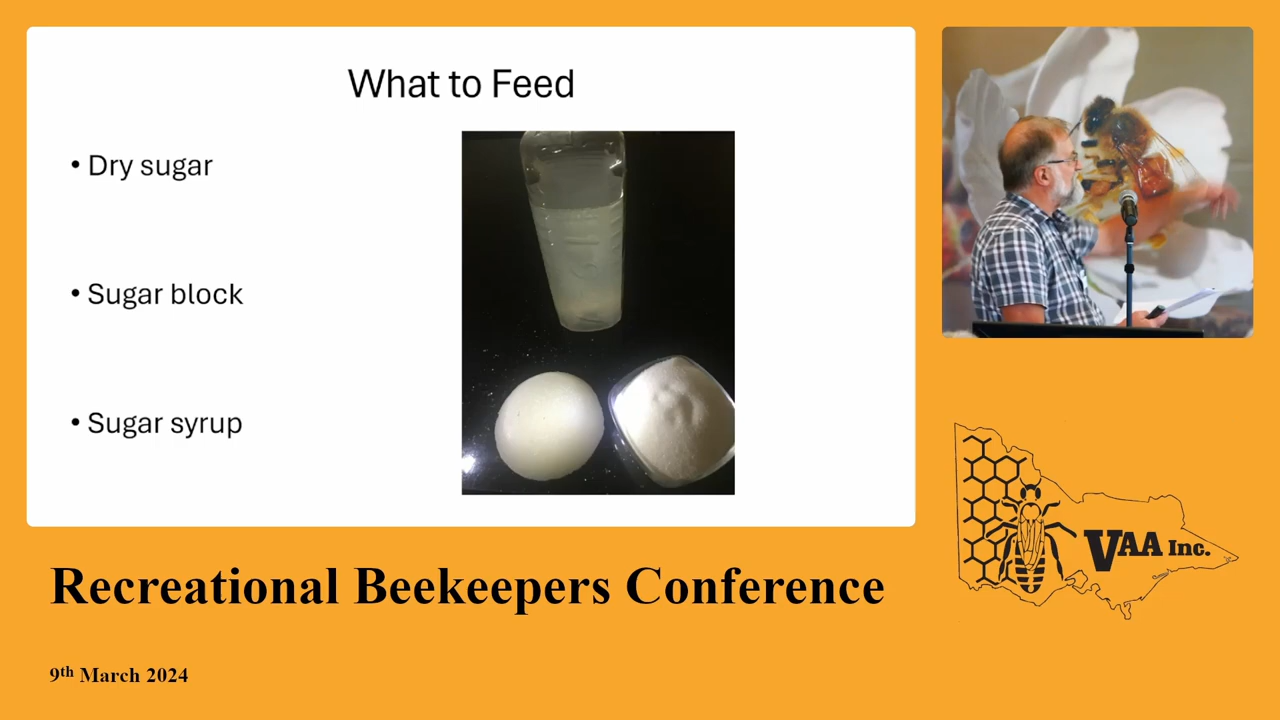 What to Feed
• Dry sugar
• Sugar block
• Sugar syrup
VAA Inc.
Recreational Beekeepers Conference
9th March 2024